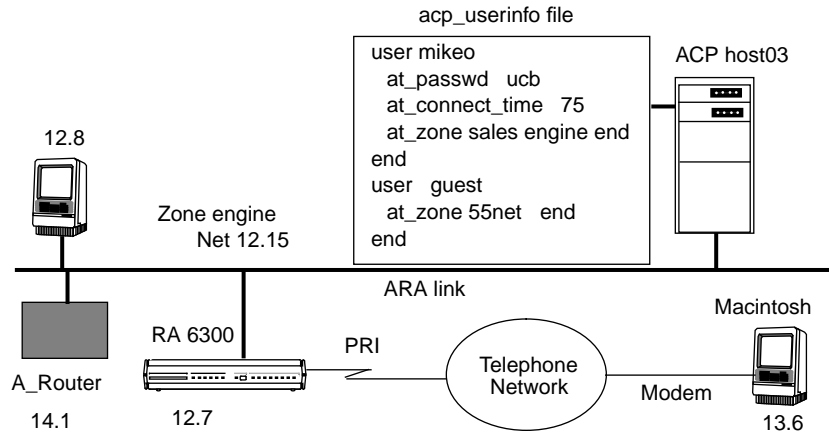 acp_userinfo file
user mikeo
at_passwd ucb
at_connect_time 75
at_zone sales engine end
end
user guest
at_zone 55net end
end
ACP host03
12.8
Zone engine
Net 12.15
ARA link
Macintosh
RA 6300
PRI
Telephone
Network
Modem
A_Router
14.1
12.7
13.6